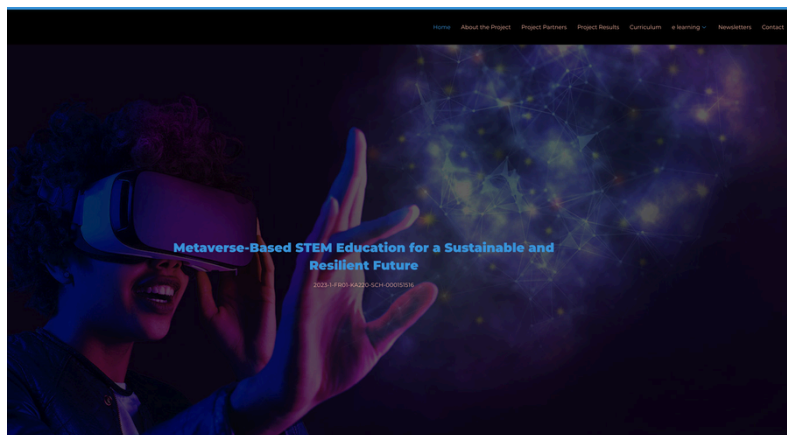 Home About the Project Project Partners Project Results Curriculum e learning Newsletters Contact
Metaverse-Based STEM Education for a Sustainable and
Resilient Future
2023-1-FR01-KA220-SCH-000151516